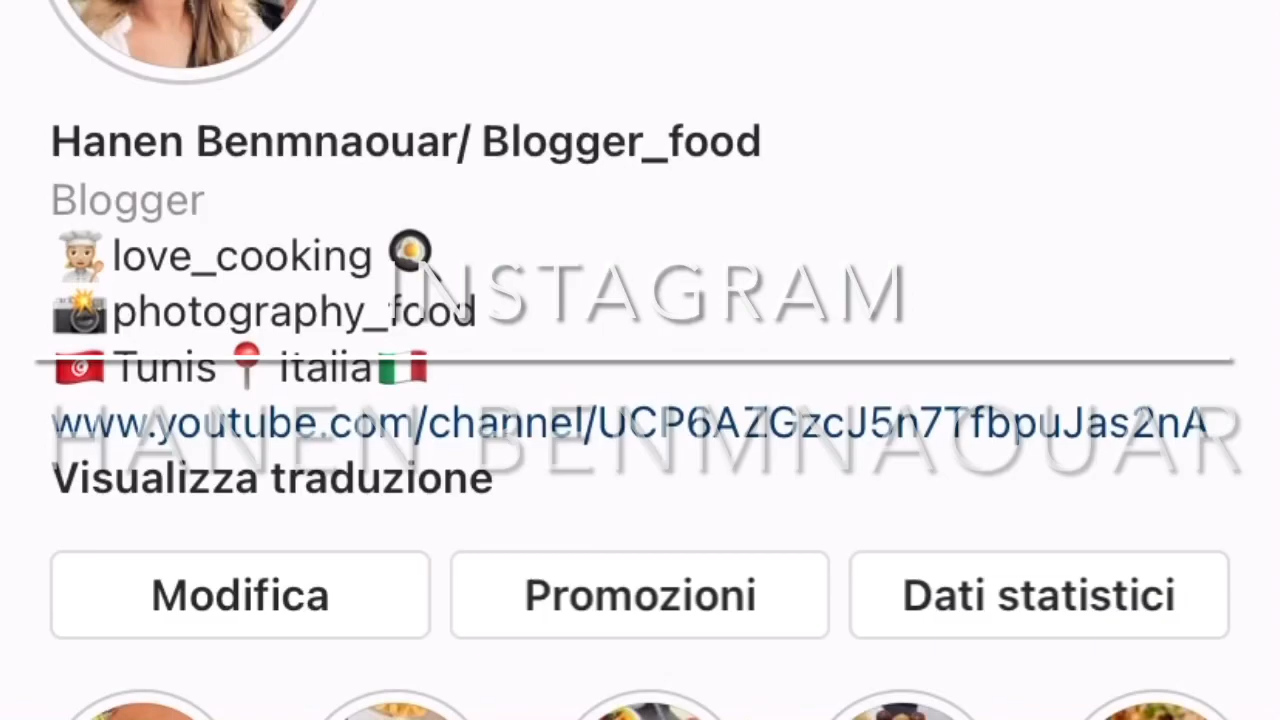 Hanen Benmnaouar/ Blogger_food
Blogger
👩🏼‍🍳love_cooking 🍳
📸photography_food
🇹🇳 Tunis📍Italia🇮🇹
www.youtube.com/channel/UCP6AZGzcJ5n7TfbpuJas2nA
Visualizza traduzione
INSTAGRAM
HANEN BENMNAOUAR
Modifica
Promozioni
Dati statistici